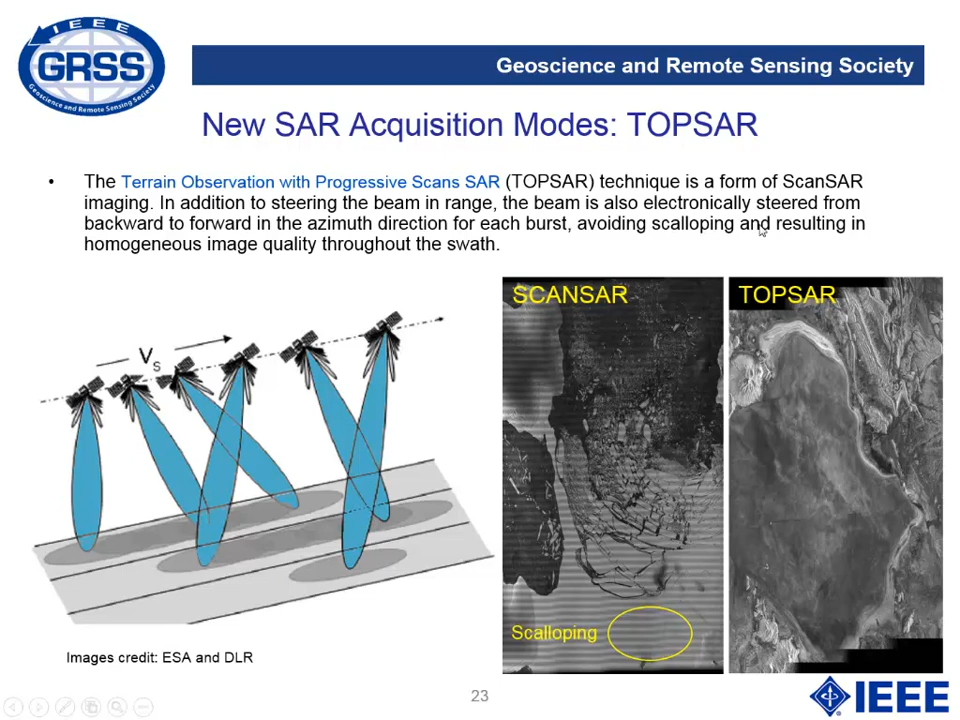 IEEE
GRSS
Geoscience and Remote Sensing Society
Geoscience and Remote Sensing Society
New SAR Acquisition Modes: TOPSAR
• The Terrain Observation with Progressive Scans SAR (TOPSAR) technique is a form of ScanSAR
imaging. In addition to steering the beam in range, the beam is also electronically steered from
backward to forward in the azimuth direction for each burst, avoiding scalloping and resulting in
homogeneous image quality throughout the swath.
SCANSAR
TOPSAR
Vs
Scalloping
Images credit: ESA and DLR
23
IEEE